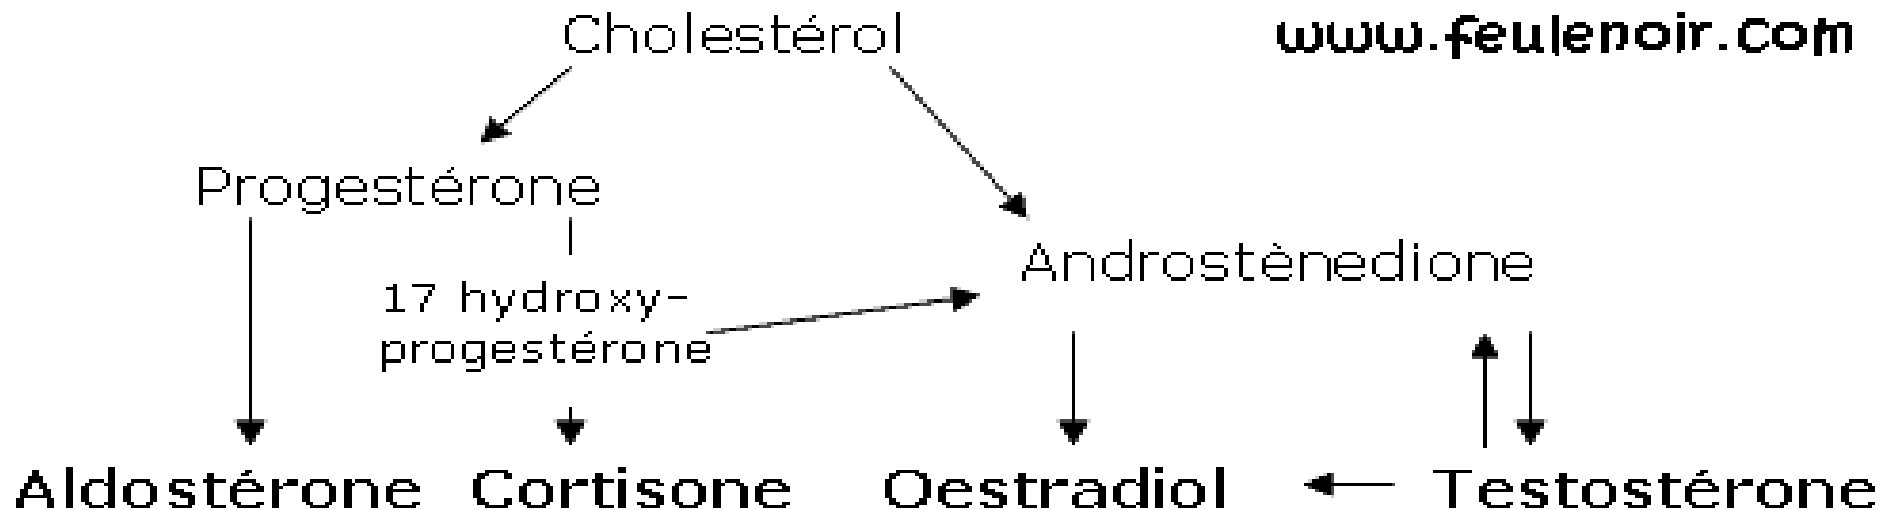 Cholestérol
www.feulenoir.com
Progestérone
Androstènedione
17 hydroxy-
progestérone
Aldostérone Cortisone Oestradiol Testostérone